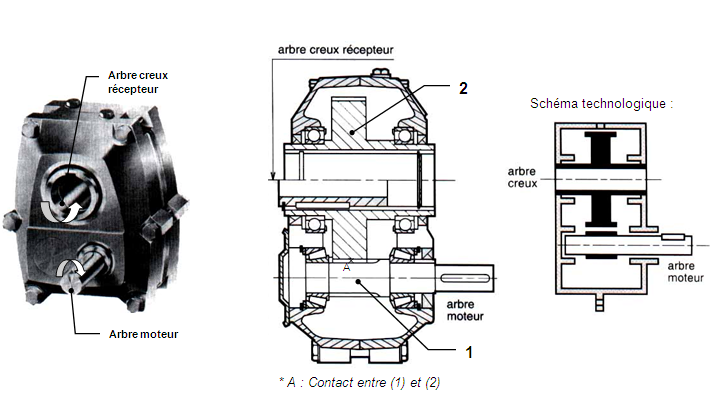 Arbre creux
récepteur
Arbre moteur
arbre creux récepteur
2
A
arbre
moteur
1
* A : Contact entre (1) et (2)
Schéma technologique :
arbre
creux
arbre
moteur